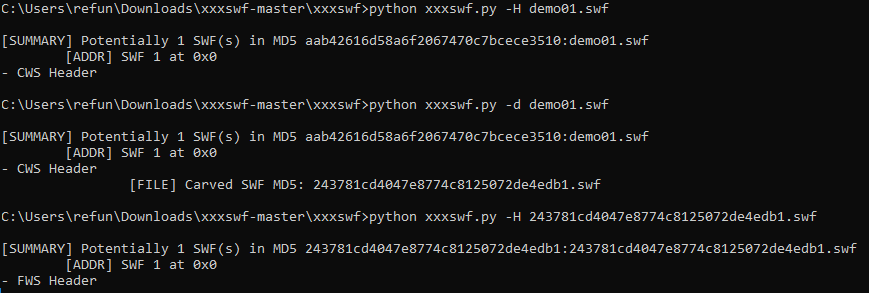 C:\Users\refun\Downloads\xxxswf-master\xxxswf>python xxxswf.py -H demo01.swf
[SUMMARY] Potentially 1 SWF(s) in MD5 aab42616d58a6f2067470c7bcece3510:demo01.swf
[ADDR] SWF 1 at 0x0
- CWS Header
C:\Users\refun\Downloads\xxxswf-master\xxxswf>python xxxswf.py -d demo01.swf
[SUMMARY] Potentially 1 SWF(s) in MD5 aab42616d58a6f2067470c7bcece3510:demo01.swf
[ADDR] SWF 1 at 0x0
- CWS Header
[FILE] Carved SWF MD5: 243781cd4047e8774c8125072de4edb1.swf
C:\Users\refun\Downloads\xxxswf-master\xxxswf>python xxxswf.py -H 243781cd4047e8774c8125072de4edb1.swf
[SUMMARY] Potentially 1 SWF(s) in MD5 243781cd4047e8774c8125072de4edb1:243781cd4047e8774c8125072de4edb1.swf
[ADDR] SWF 1 at 0x0
- FWS Header